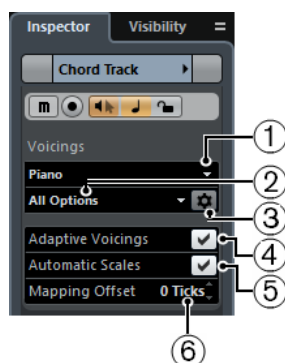 Inspector Visibility
Chord Track
m
Voicings
Piano 1
2
All Options
3
Adaptive Voicings 4
Automatic Scales 5
Mapping Offset 0 Ticks
6